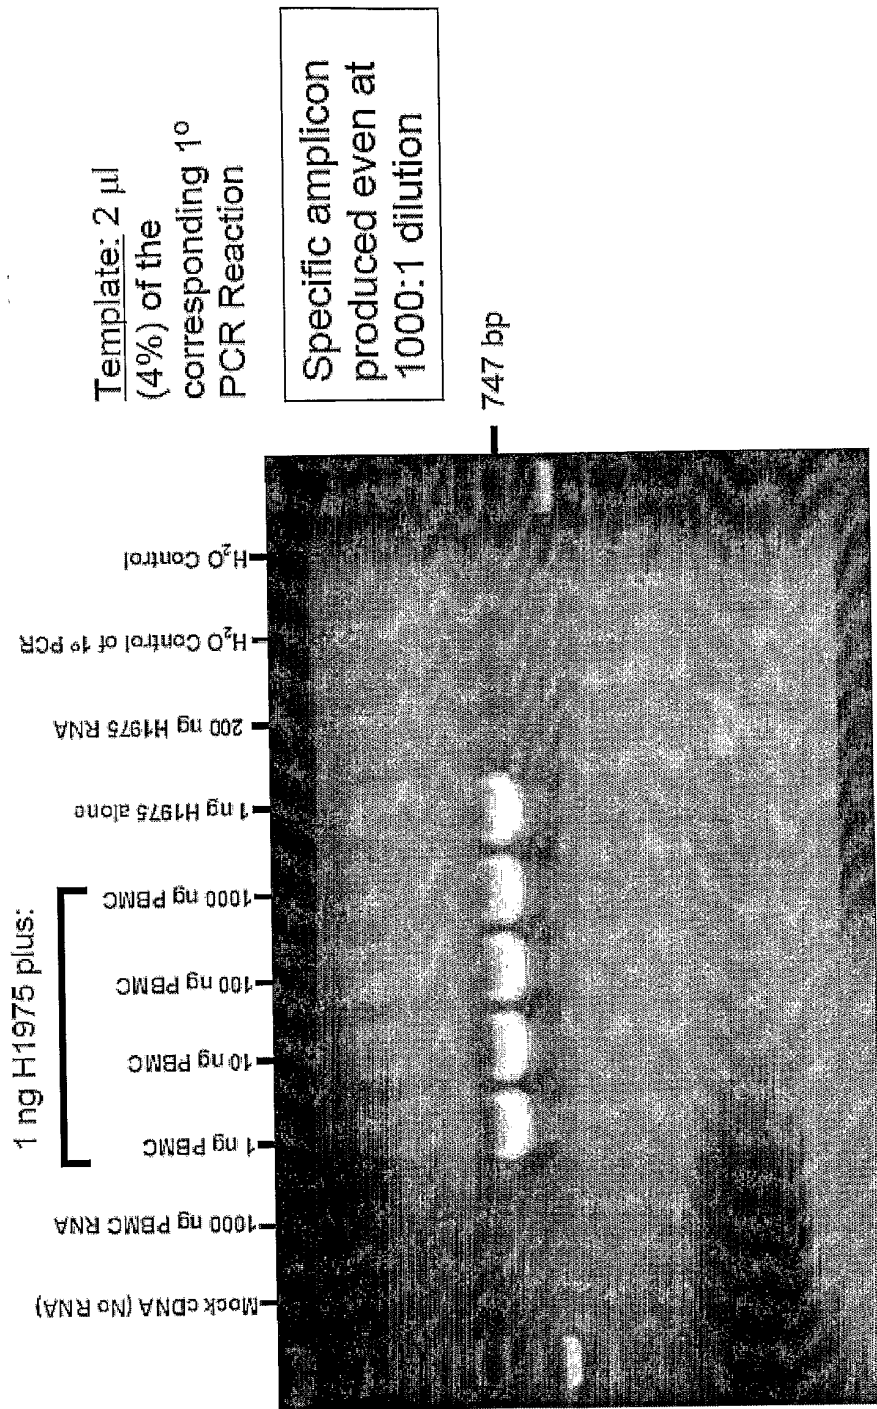 1 ng H1975 plus:
Mock cDNA (No RNA)
1000 ng PBMC RNA
1 ng PBMC
10 ng PBMC
100 ng PBMC
1000 ng PBMC
1 ng H1975 alone
200 ng H1975 RNA
H₂O Control of 1º PCR
H₂O Control
747 bp
Template: 2 µl
(4%) of the
corresponding 1º
PCR Reaction
Specific amplicon
produced even at
1000:1 dilution